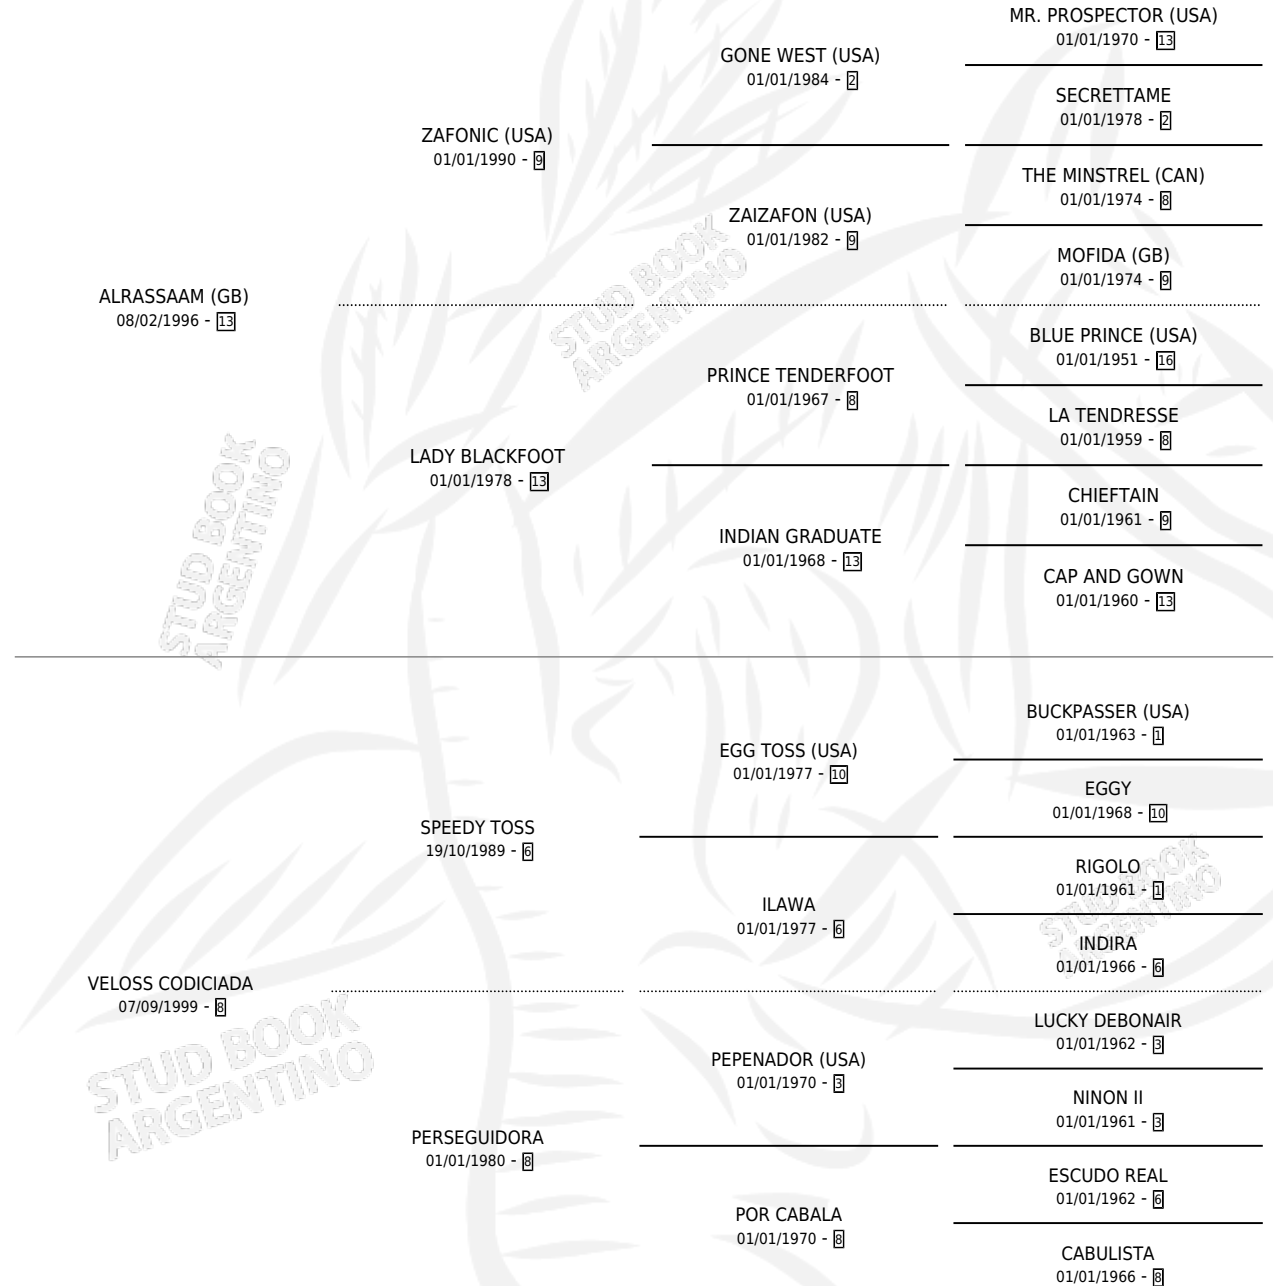 MR. PROSPECTOR (USA)
01/01/1970 - 13
GONE WEST (USA)
01/01/1984 - 2
SECRETTAME
01/01/1978 - 2
ZAFONIC (USA)
01/01/1990 - 9
THE MINSTREL (CAN)
01/01/1974 - 8
ZAIZAFON (USA)
01/01/1982 - 9
MOFIDA (GB)
01/01/1974 - 9
ALRASSAAM (GB)
08/02/1996 - 13
STUD BOOK
ARGENTINO
BLUE PRINCE (USA)
01/01/1951 - 16
PRINCE TENDERFOOT
01/01/1967 - 8
LA TENDRESSE
01/01/1959 - 8
LADY BLACKFOOT
01/01/1978 - 13
CHIEFTAIN
01/01/1961 - 9
INDIAN GRADUATE
01/01/1968 - 13
CAP AND GOWN
01/01/1960 - 13
STUD BOOK
ARGENTINO
BUCKPASSER (USA)
01/01/1963 - 1
EGG TOSS (USA)
01/01/1977 - 10
EGGY
01/01/1968 - 10
SPEEDY TOSS
19/10/1989 - 6
RIGOLO
01/01/1961 - 1
ILAWA
01/01/1977 - 6
STUD BOOK
ARGENTINO
INDIRA
01/01/1966 - 6
VELOSS CODICIADA
07/09/1999 - 8
LUCKY DEBONAIR
01/01/1962 - 3
STUD BOOK
ARGENTINO
PEPENADOR (USA)
01/01/1970 - 3
NINON II
01/01/1961 - 3
PERSEGUIDORA
01/01/1980 - 8
ESCUDO REAL
01/01/1962 - 6
POR CABALA
01/01/1970 - 8
CABULISTA
01/01/1966 - 8